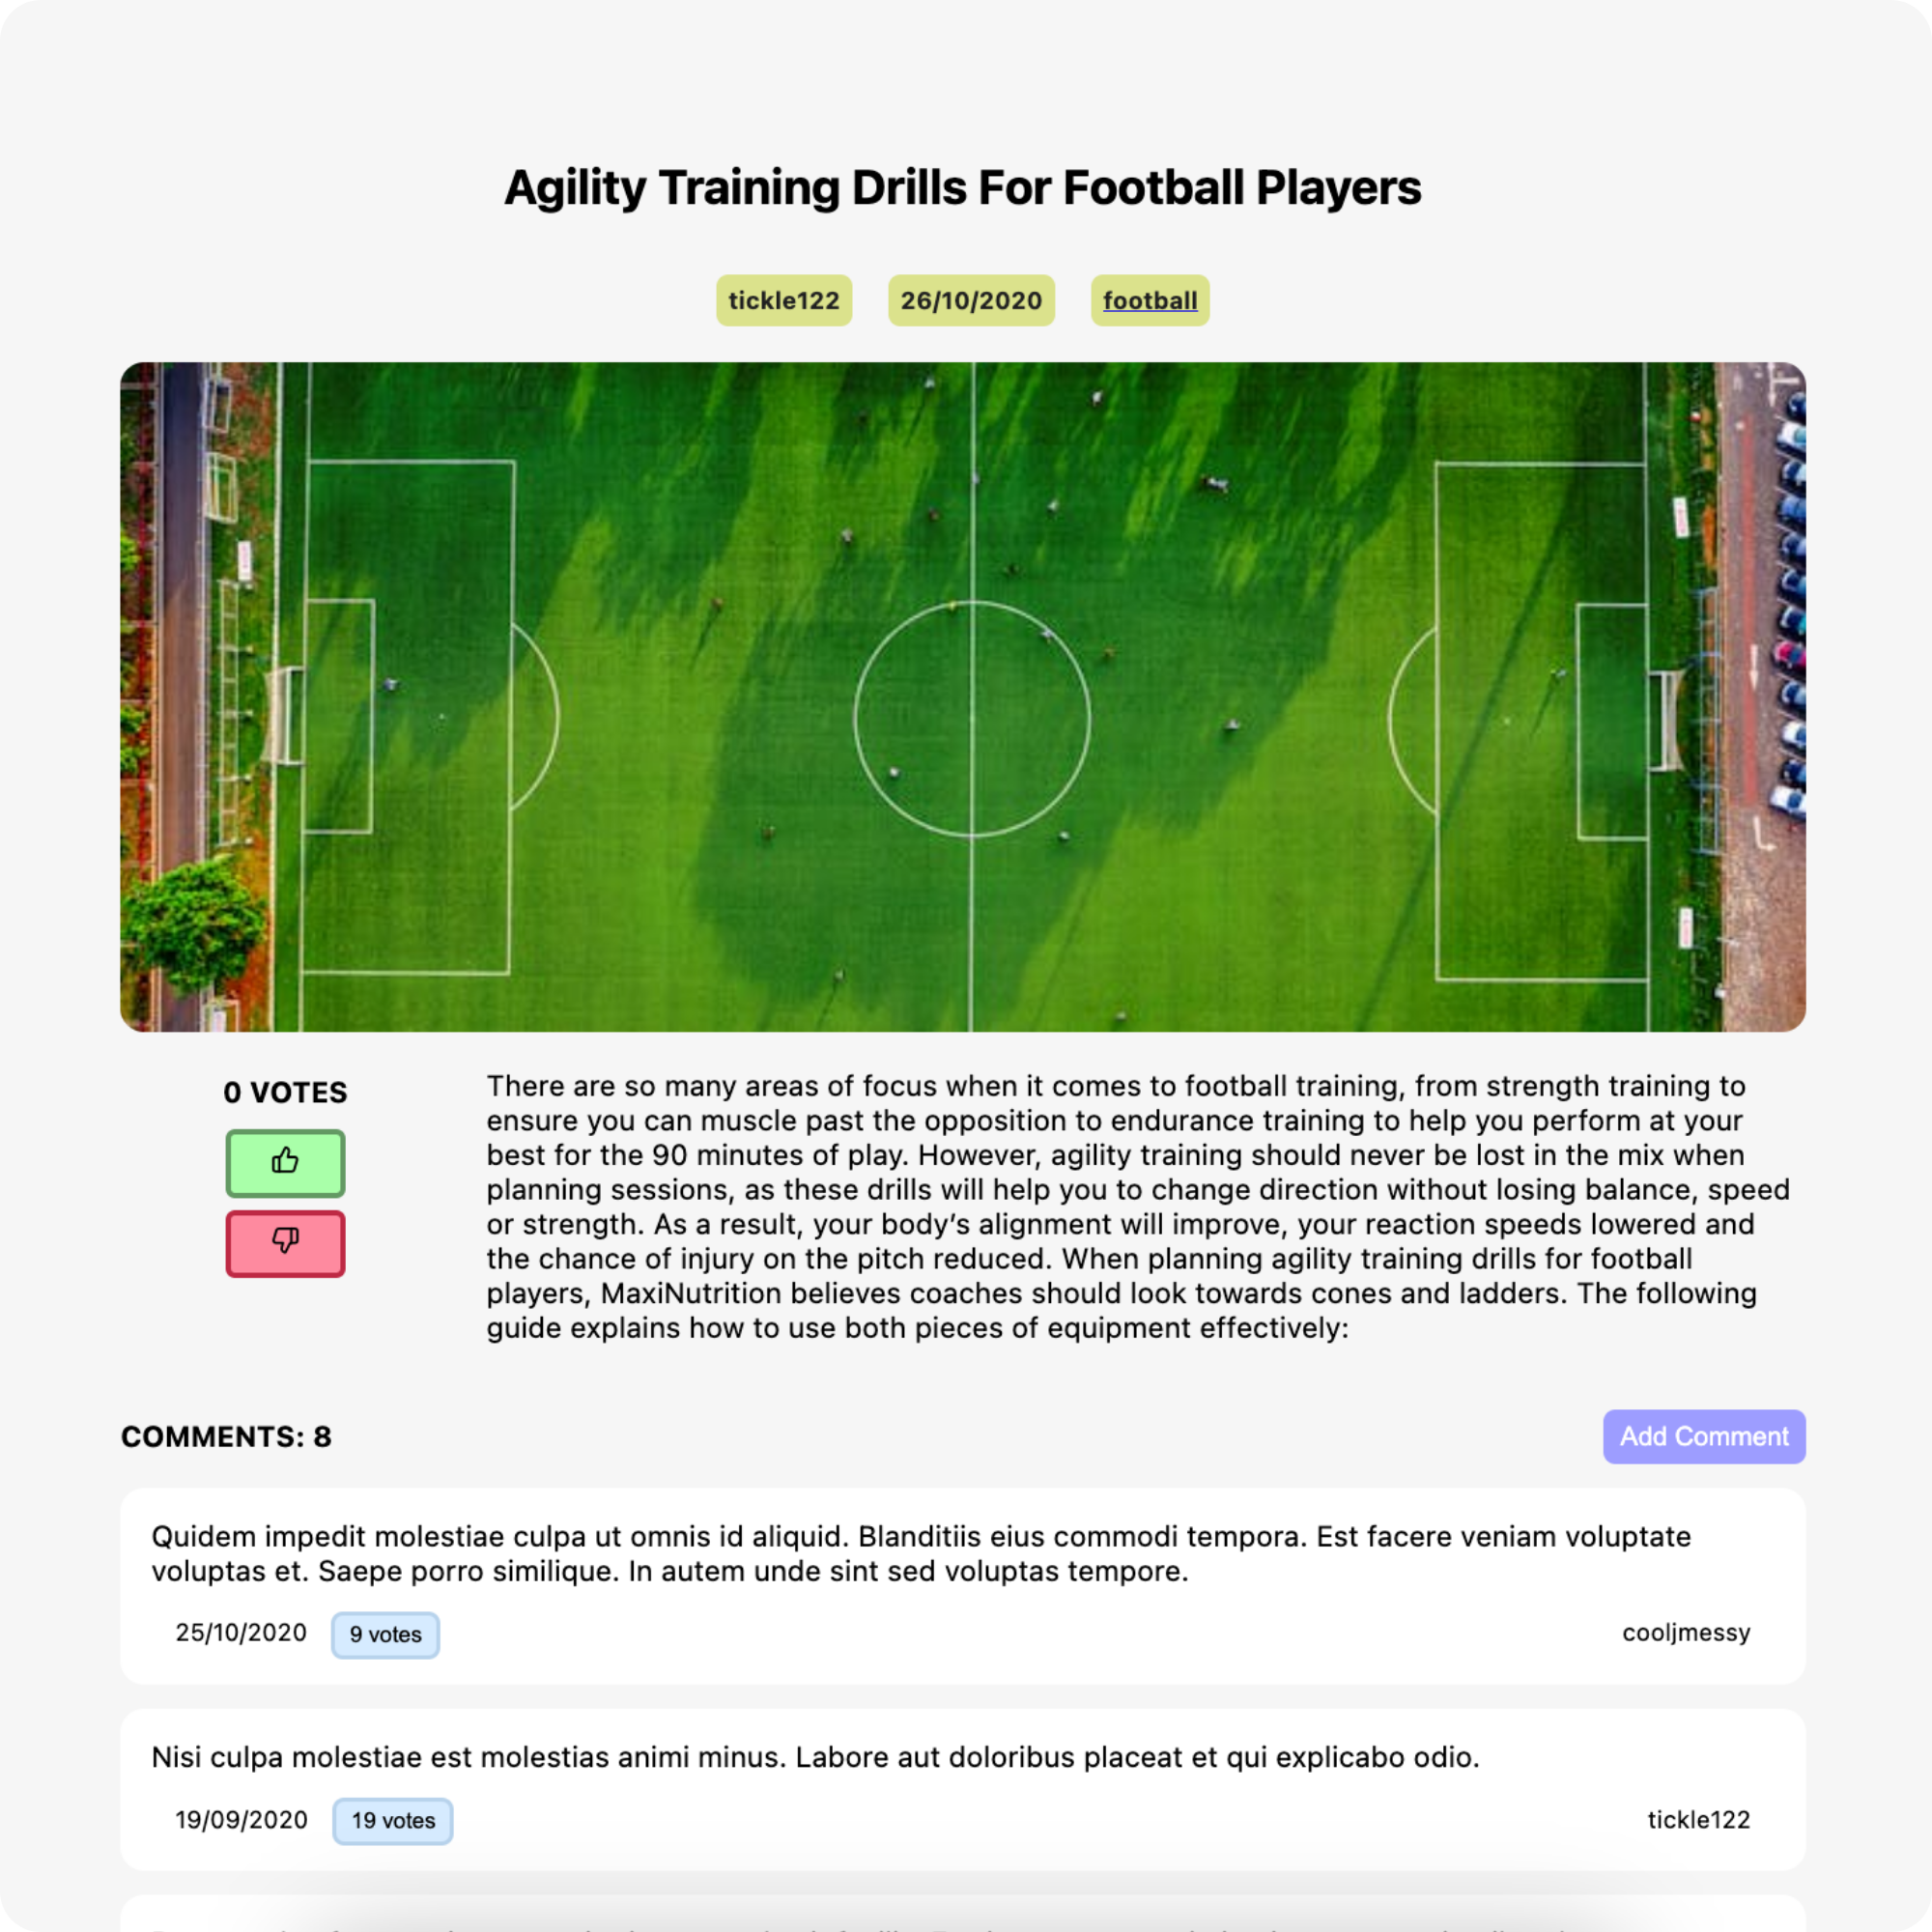 Agility Training Drills For Football Players
tickle122 26/10/2020 football
0 VOTES
There are so many areas of focus when it comes to football training, from strength training to
ensure you can muscle past the opposition to endurance training to help you perform at your
best for the 90 minutes of play. However, agility training should never be lost in the mix when
planning sessions, as these drills will help you to change direction without losing balance, speed
or strength. As a result, your body’s alignment will improve, your reaction speeds lowered and
the chance of injury on the pitch reduced. When planning agility training drills for football
players, MaxiNutrition believes coaches should look towards cones and ladders. The following
guide explains how to use both pieces of equipment effectively:
COMMENTS: 8
Add Comment
Quidem impedit molestiae culpa ut omnis id aliquid. Blanditiis eius commodi tempora. Est facere veniam voluptate
voluptas et. Saepe porro similique. In autem unde sint sed voluptas tempore.
25/10/2020 9 votes cooljmessy
Nisi culpa molestiae est molestias animi minus. Labore aut doloribus placeat et qui explicabo odio.
19/09/2020 19 votes tickle122